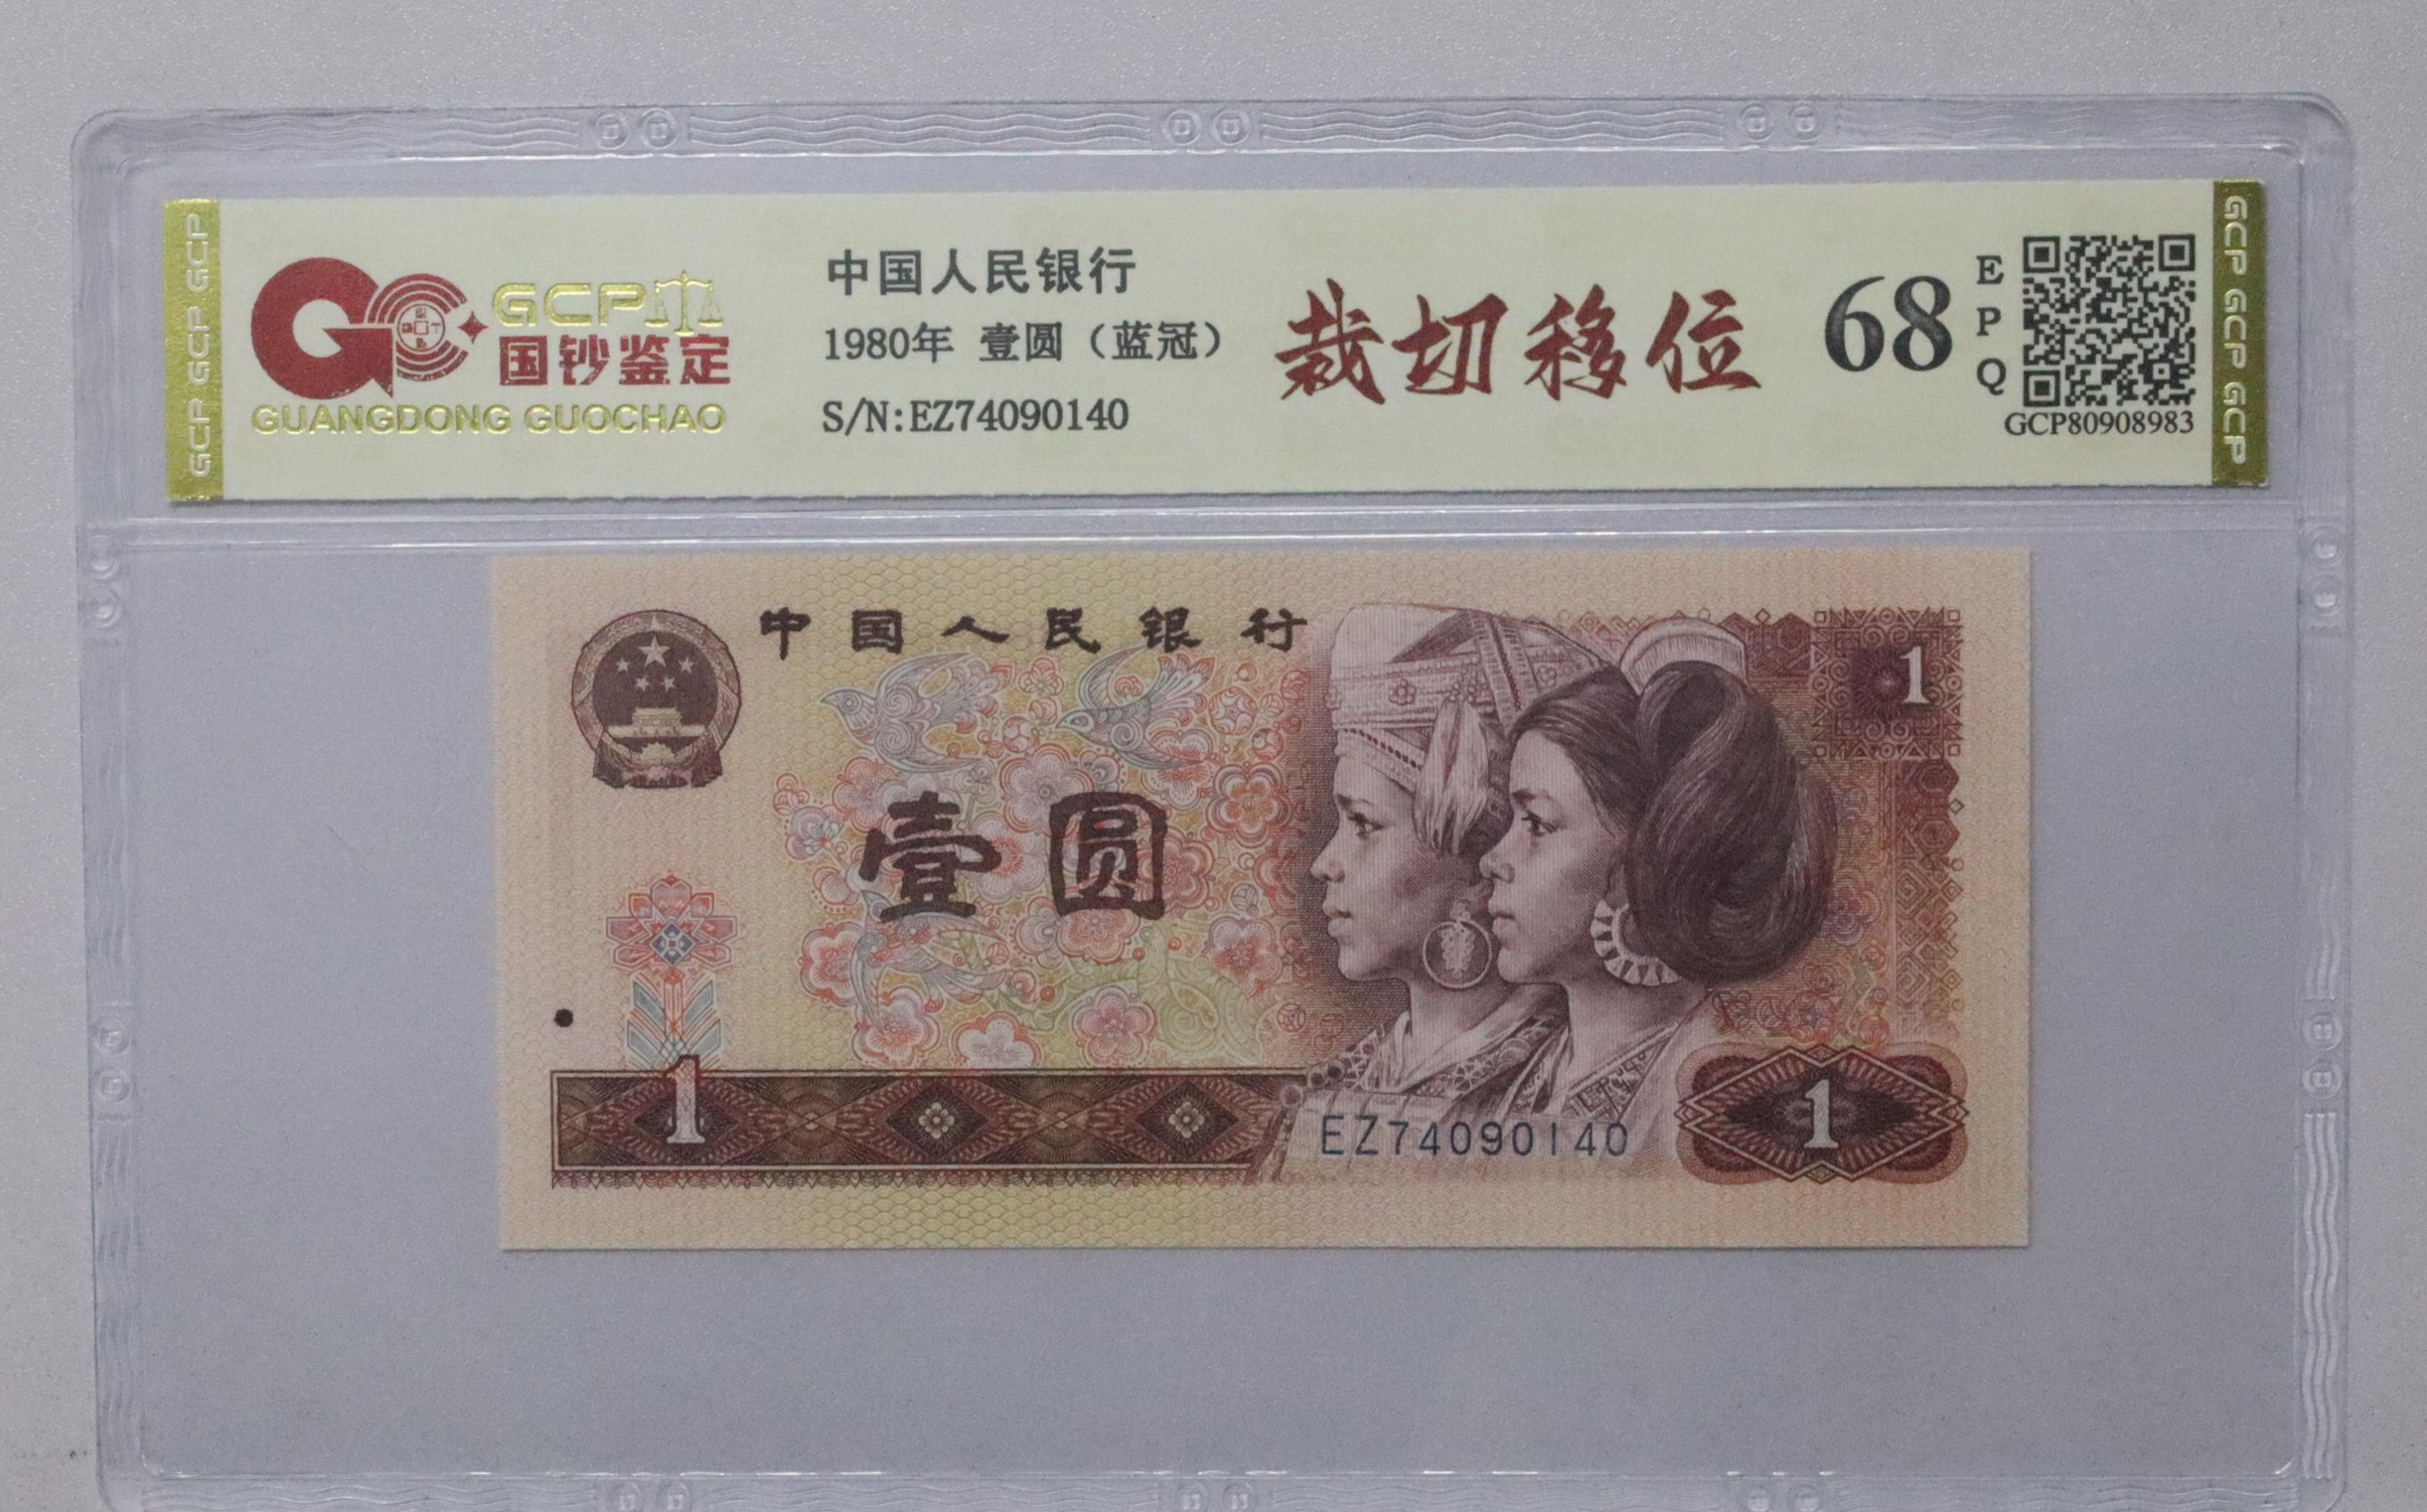 GCP GCP GCP
GCP
国钞鉴定
GUANGDONG GUOCHAO
中国人民银行
1980年 壹圆（蓝冠）
S/N:EZ74090140
裁切移位
68
E
P
Q
GCP80908983
GCP GCP GCP
中国人民银行
1
壹圆
1
EZ74090140
1